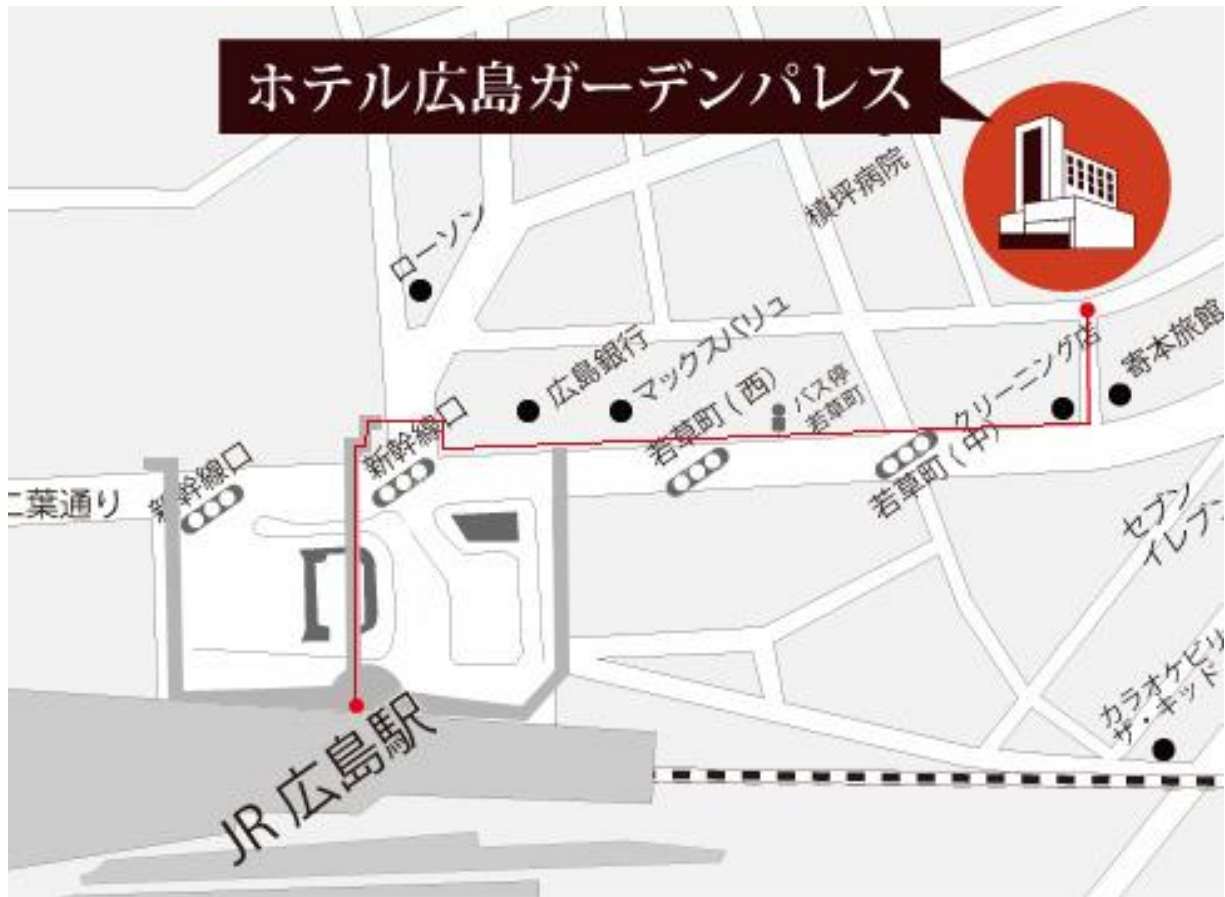 ホテル広島ガーデンパレス
槙坪病院
ローソン
広島銀行
マックスバリュ
若草町(西)
バス停
若草町
クリーニング店
寄本旅館
新幹線口
新幹線口
二葉通り
若草町(中)
セブン
イレブン
カラオケビリ
ザ・キッド
JR 広島駅